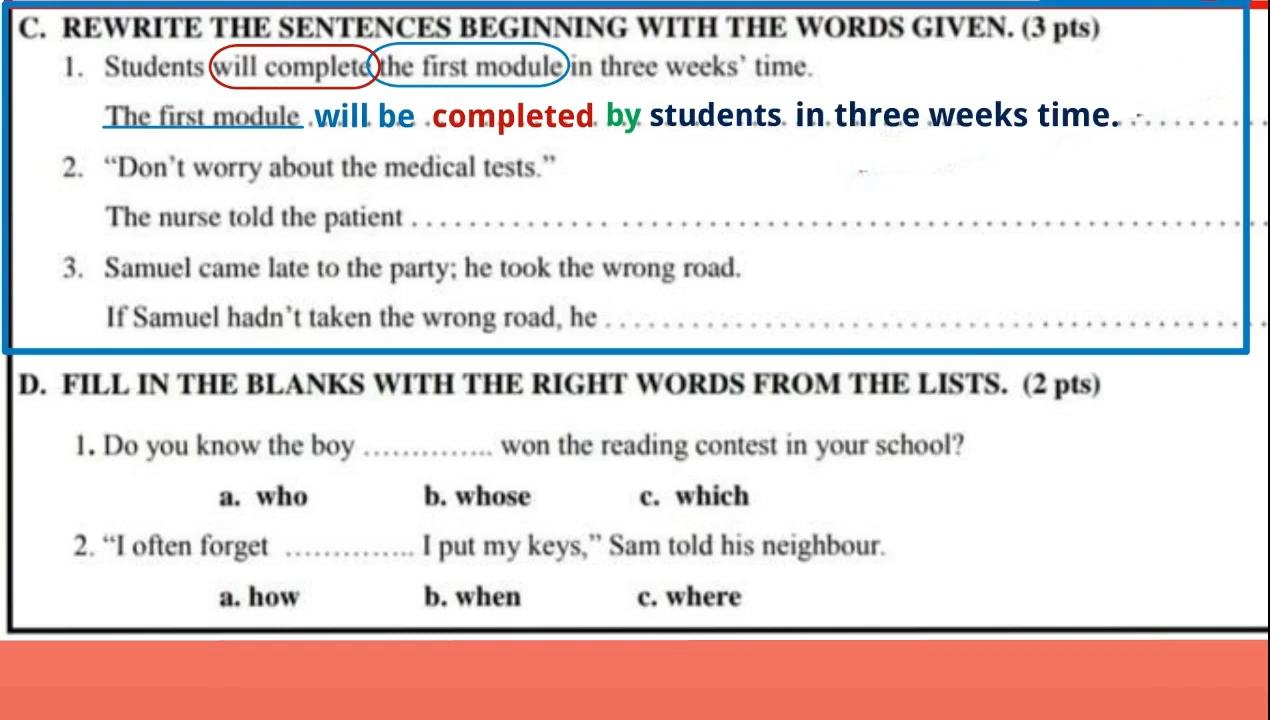 C. REWRITE THE SENTENCES BEGINNING WITH THE WORDS GIVEN. (3 pts)
1. Students will complete the first module in three weeks’ time.
The first module will be completed by students in three weeks time.
2. “Don’t worry about the medical tests.”
The nurse told the patient ..................................................
3. Samuel came late to the party; he took the wrong road.
If Samuel hadn’t taken the wrong road, he ........................................
D. FILL IN THE BLANKS WITH THE RIGHT WORDS FROM THE LISTS. (2 pts)
1. Do you know the boy .............. won the reading contest in your school?
a. who b. whose c. which
2. “I often forget .............. I put my keys,” Sam told his neighbour.
a. how b. when c. where